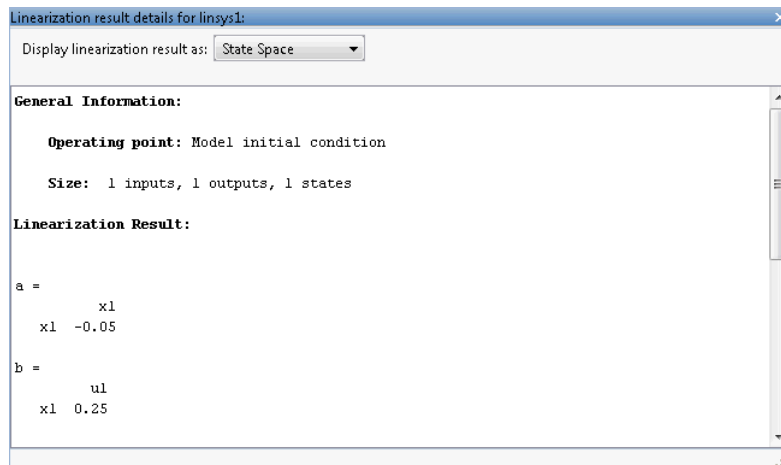 Linearization result details for linsys1:
Display linearization result as: State Space
General Information:
Operating point: Model initial condition
Size: 1 inputs, 1 outputs, 1 states
Linearization Result:
a =
x1
x1 -0.05
b =
u1
x1 0.25